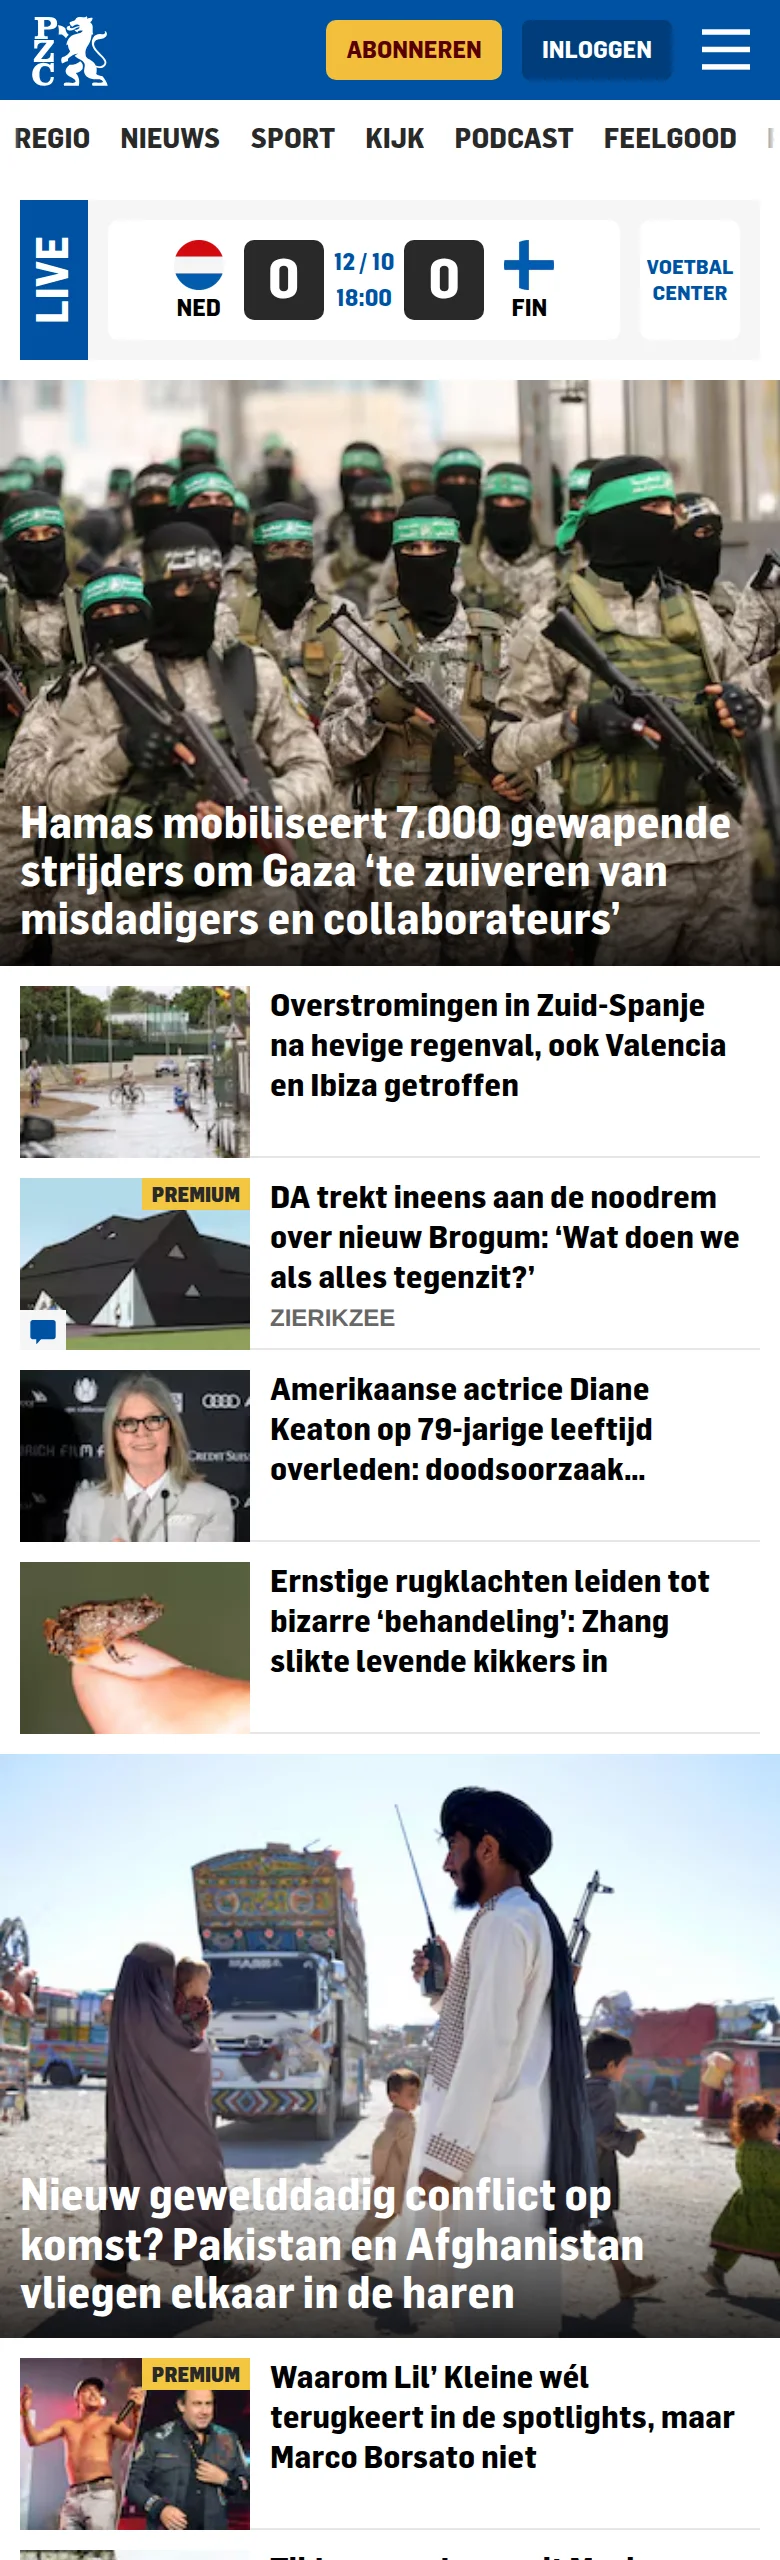 PZC
ABONNEREN
INLOGGEN
REGIO NIEUWS SPORT KIJK PODCAST FEELGOOD
LIVE
NED
0
12 / 10
18:00
0
FIN
VOETBAL
CENTER
Hamas mobiliseert 7.000 gewapende
strijders om Gaza ‘te zuiveren van
misdadigers en collaborateurs’
Overstromingen in Zuid-Spanje
na hevige regenval, ook Valencia
en Ibiza getroffen
PREMIUM
DA trekt ineens aan de noodrem
over nieuw Brogum: ‘Wat doen we
als alles tegenzit?’
ZIERIKZEE
CREDIT SUIS
Amerikaanse actrice Diane
Keaton op 79-jarige leeftijd
overleden: doodsoorzaak...
Ernstige rugklachten leiden tot
bizarre ‘behandeling’: Zhang
slikte levende kikkers in
Nieuw gewelddadig conflict op
komst? Pakistan en Afghanistan
vliegen elkaar in de haren
PREMIUM
Waarom Lil’ Kleine wél
terugkeert in de spotlights, maar
Marco Borsato niet